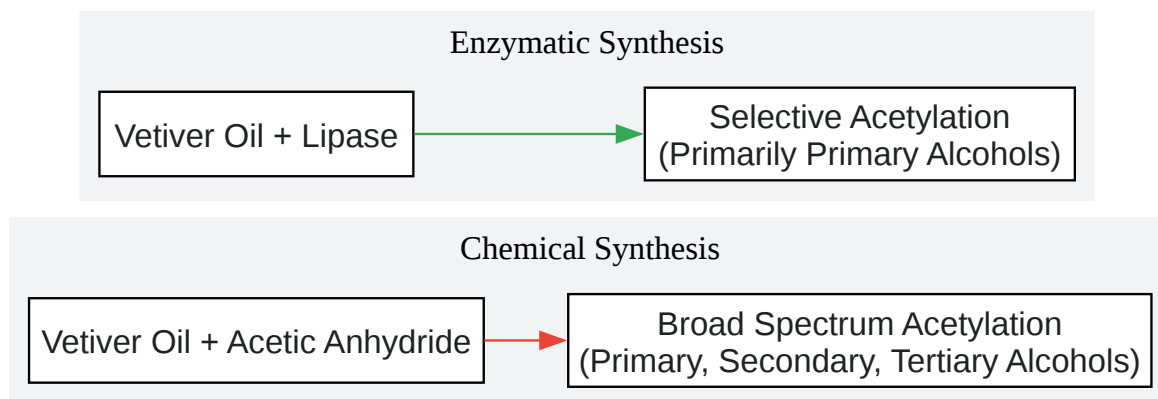 Enzymatic Synthesis
Vetiver Oil + Lipase
Selective Acetylation
(Primarily Primary Alcohols)
Chemical Synthesis
Vetiver Oil + Acetic Anhydride
Broad Spectrum Acetylation
(Primary, Secondary, Tertiary Alcohols)